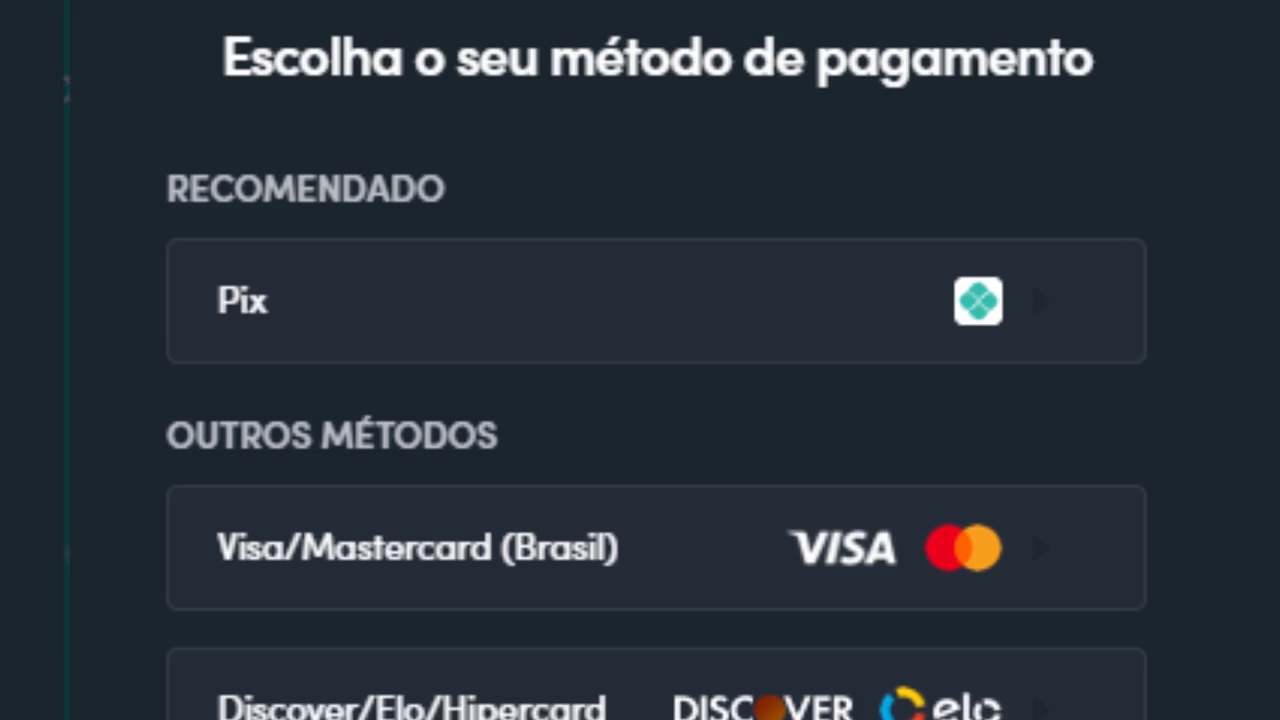 Escolha o seu método de pagamento
RECOMENDADO
Pix
OUTROS MÉTODOS
Visa/Mastercard (Brasil) VISA
Discover/Elo/Hipercard DISCOVER elo